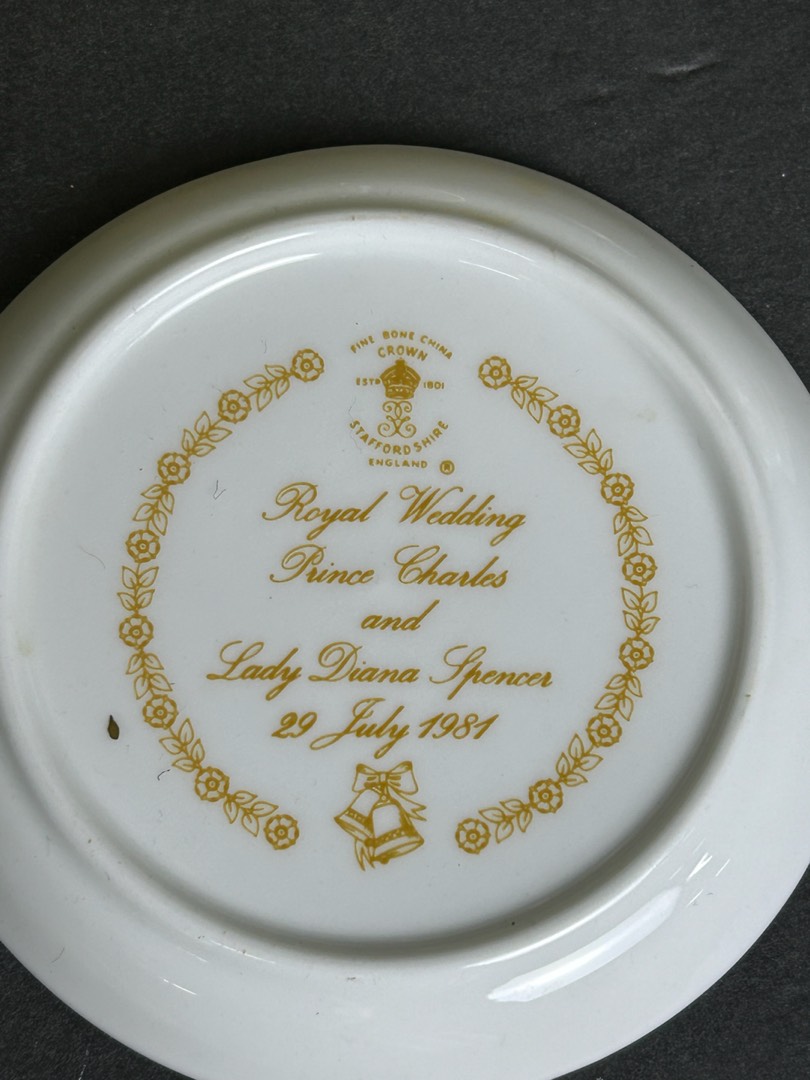 FINE BONE CHINA
CROWN
ESTD 1801
STAFFORDSHIRE
ENGLAND ®
Royal Wedding
Prince Charles
and
Lady Diana Spencer
29 July 1981